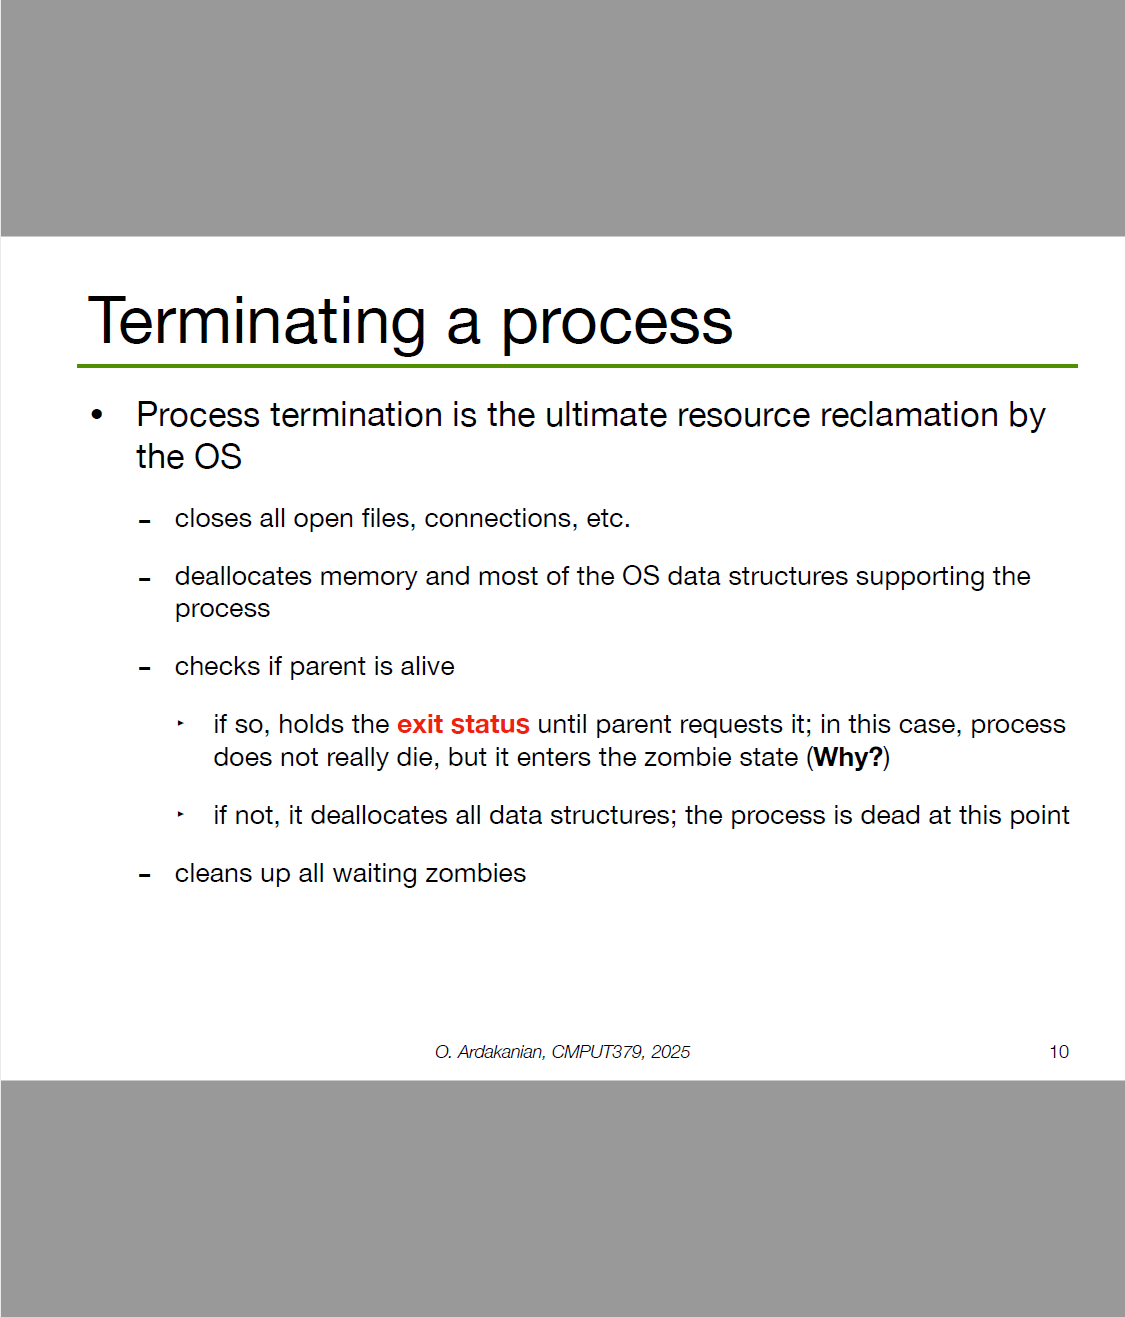 Terminating a process
• Process termination is the ultimate resource reclamation by
the OS
– closes all open files, connections, etc.
– deallocates memory and most of the OS data structures supporting the
process
– checks if parent is alive
‣ if so, holds the exit status until parent requests it; in this case, process
does not really die, but it enters the zombie state (Why?)
‣ if not, it deallocates all data structures; the process is dead at this point
– cleans up all waiting zombies
O. Ardakanian, CMPUT379, 2025
10